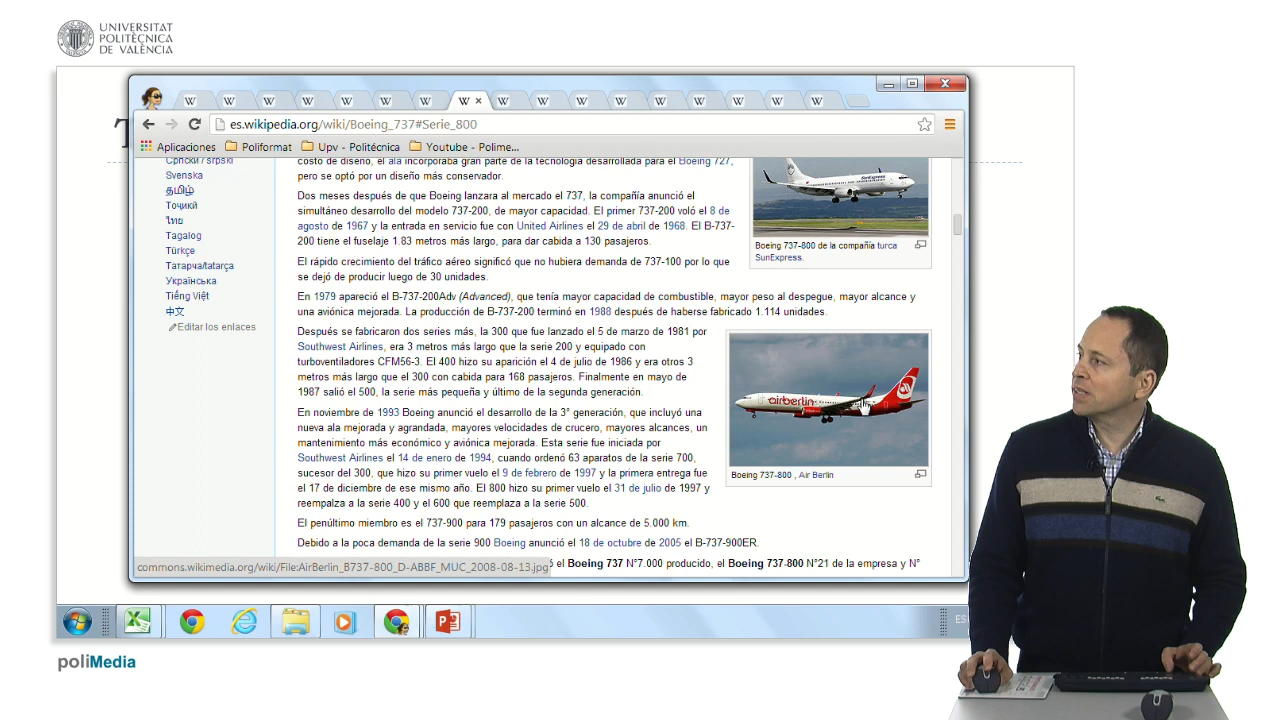 UNIVERSITAT
POLITÈCNICA
DE VALÈNCIA
es.wikipedia.org/wiki/Boeing_737#Serie_800
Aplicaciones
Poliformat
Upv - Politécnica
Youtube - Polime...
Српски / srpski
Svenska
தமிழ்
Тоҷикӣ
ไทย
Tagalog
Türkçe
Татарча/tatarça
Українська
Tiếng Việt
中文
Editar los enlaces
costo de diseño, el ala incorporaba gran parte de la tecnología desarrollada para el Boeing 727,
pero se optó por un diseño más conservador.
Dos meses después de que Boeing lanzara al mercado el 737, la compañía anunció el
simultáneo desarrollo del modelo 737-200, de mayor capacidad. El primer 737-200 voló el 8 de
agosto de 1967 y la entrada en servicio fue con United Airlines el 29 de abril de 1968. El B-737-
200 tiene el fuselaje 1.83 metros más largo, para dar cabida a 130 pasajeros.
El rápido crecimiento del tráfico aéreo significó que no hubiera demanda de 737-100 por lo que
se dejó de producir luego de 30 unidades.
En 1979 apareció el B-737-200Adv (Advanced), que tenía mayor capacidad de combustible, mayor peso al despegue, mayor alcance y
una aviónica mejorada. La producción de B-737-200 terminó en 1988 después de haberse fabricado 1.114 unidades.
Después se fabricaron dos series más, la 300 que fue lanzado el 5 de marzo de 1981 por
Southwest Airlines, era 3 metros más largo que la serie 200 y equipado con
turboventiladores CFM56-3. El 400 hizo su aparición el 4 de julio de 1986 y era otros 3
metros más largo que el 300 con cabida para 168 pasajeros. Finalmente en mayo de
1987 salió el 500, la serie más pequeña y último de la segunda generación.
En noviembre de 1993 Boeing anunció el desarrollo de la 3° generación, que incluyó una
nueva ala mejorada y agrandada, mayores velocidades de crucero, mayores alcances, un
mantenimiento más económico y aviónica mejorada. Esta serie fue iniciada por
Southwest Airlines el 14 de enero de 1994, cuando ordenó 63 aparatos de la serie 700,
sucesor del 300, que hizo su primer vuelo el 9 de febrero de 1997 y la primera entrega fue
el 17 de diciembre de ese mismo año. El 800 hizo su primer vuelo el 31 de julio de 1997 y
reempalza a la serie 400 y el 600 que reemplaza a la serie 500.
El penúltimo miembro es el 737-900 para 179 pasajeros con un alcance de 5.000 km.
Debido a la poca demanda de la serie 900 Boeing anunció el 18 de octubre de 2005 el B-737-900ER.
el Boeing 737 N°7.000 producido, el Boeing 737-800 N°21 de la empresa y N°
commons.wikimedia.org/wiki/File:AirBerlin_B737-800_D-ABBF_MUC_2008-08-13.jpg
SunExpress
Boeing 737-800 de la compañía turca
SunExpress.
airberlin
Boeing 737-800 , Air Berlin
ES
poliMedia